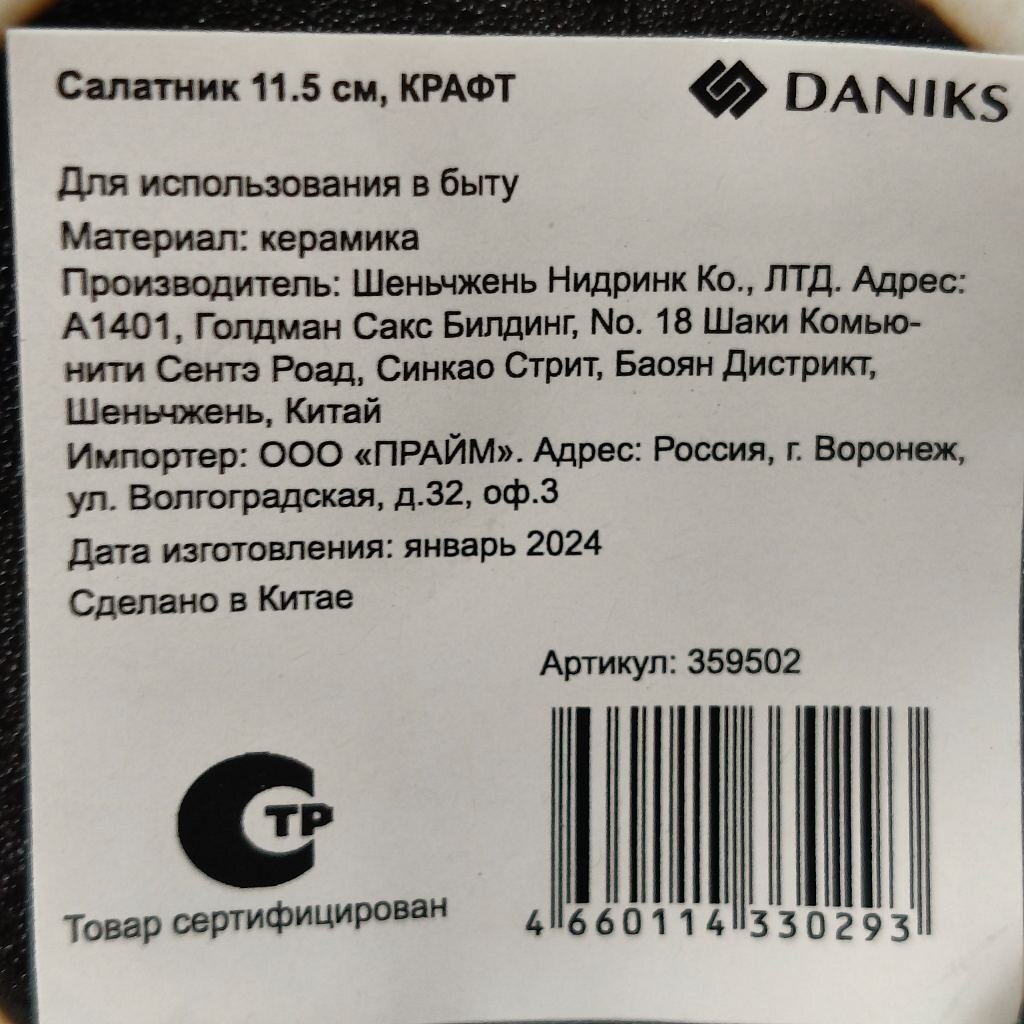 Салатник 11.5 см, КРАФТ
DANIKS
Для использования в быту
Материал: керамика
Производитель: Шеньчжень Нидринк Ко., ЛТД. Адрес:
А1401, Голдман Сакс Билдинг, No. 18 Шаки Комью-
нити Сентэ Роад, Синкао Стрит, Баоян Дистрикт,
Шеньчжень, Китай
Импортер: ООО «ПРАЙМ». Адрес: Россия, г. Воронеж,
ул. Волгоградская, д.32, оф.3
Дата изготовления: январь 2024
Сделано в Китае
Артикул: 359502
СТР
Товар сертифицирован
4 660114 330293